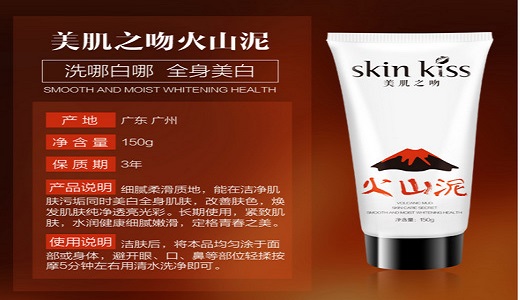 美肌之吻火山泥
洗哪白哪 全身美白
SMOOTH AND MOIST WHITENING HEALTH
产地 广东 广州
净含量 150g
保质期 3年
产品说明 细腻柔滑质地，能在洁净肌
肤污垢同时美白全身肌肤，改善肤色，焕
发肌肤纯净透亮光彩。长期使用，紧致肌
肤，水润健康细腻嫩滑，定格青春之美。
使用说明 洁肤后，将本品均匀涂于面
部或身体，避开眼、口、鼻等部位轻揉按
摩5分钟左右用清水洗净即可。
skin kiss
美肌之吻
火山泥
VOLCANIC MUD
SKIN CARE SECRET
SMOOTH AND MOIST WHITENING HEALTH
净含量：150g